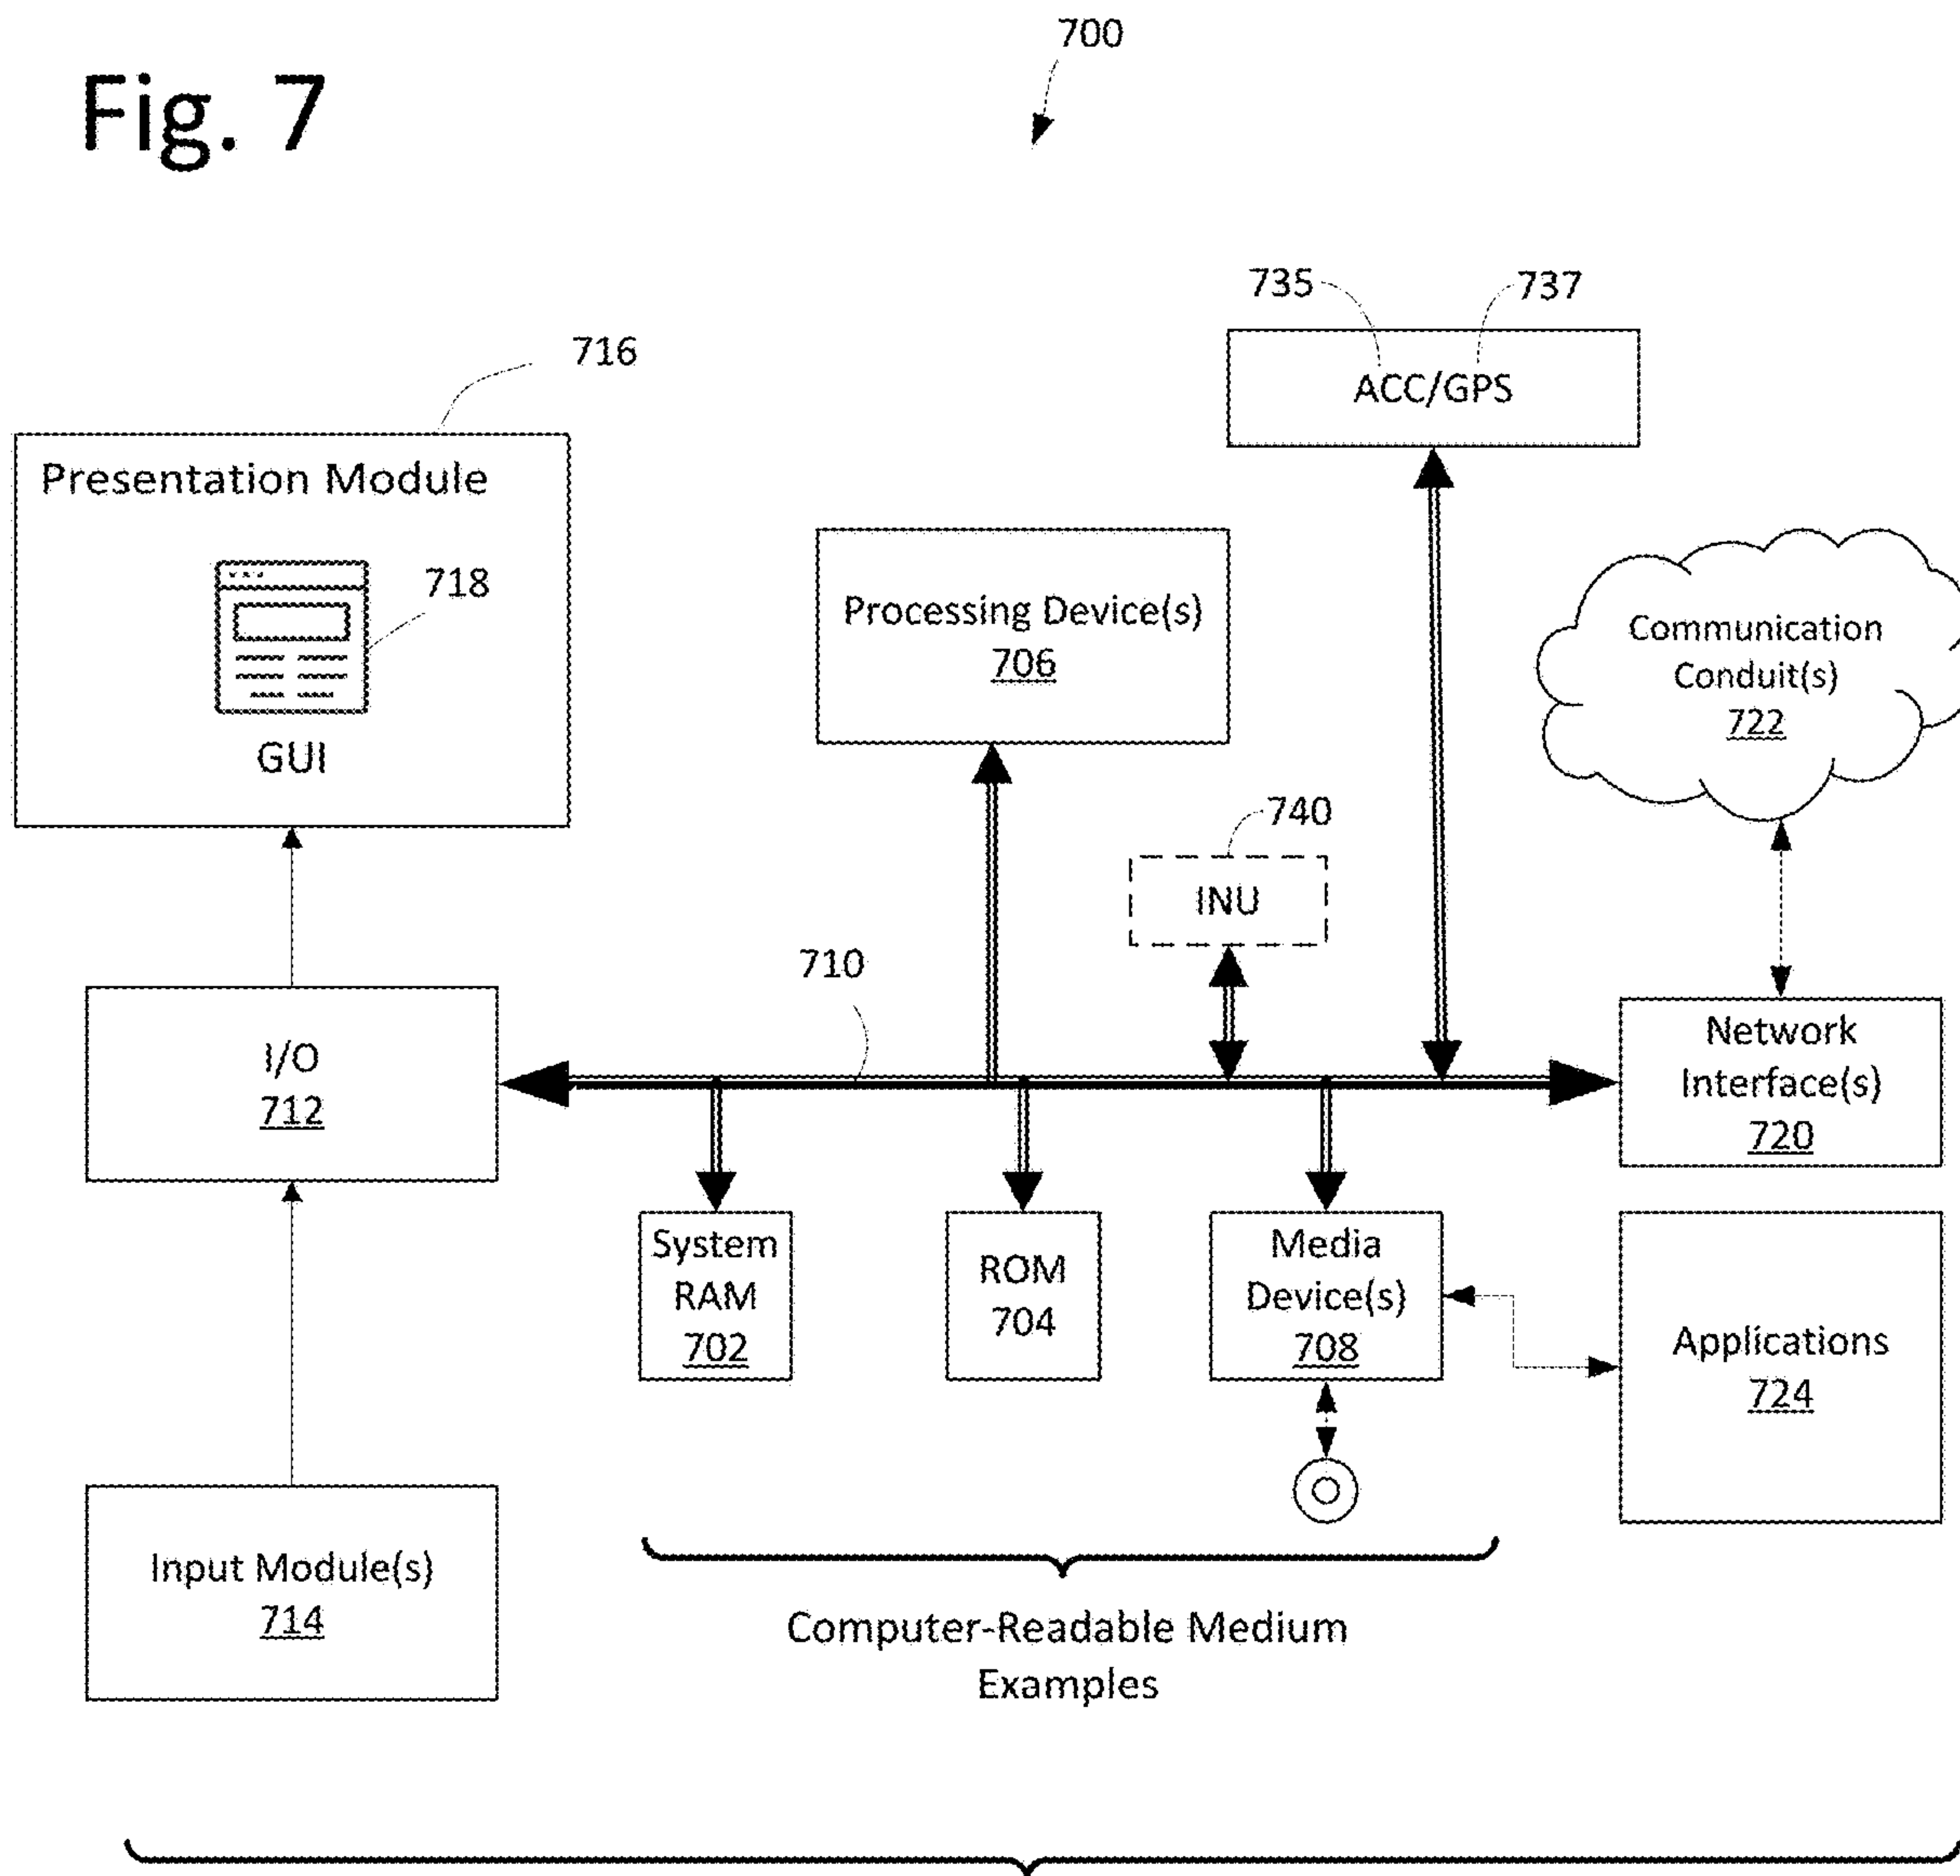 Fig. 7
700
735
737
ACC/GPS
716
Presentation Module
718
GUI
Processing Device(s)
706
Communication
Conduit(s)
722
740
INU
710
I/O
712
Network
Interface(s)
720
System
RAM
702
ROM
704
Media
Device(s)
708
Applications
724
Input Module(s)
714
Computer-Readable Medium
Examples